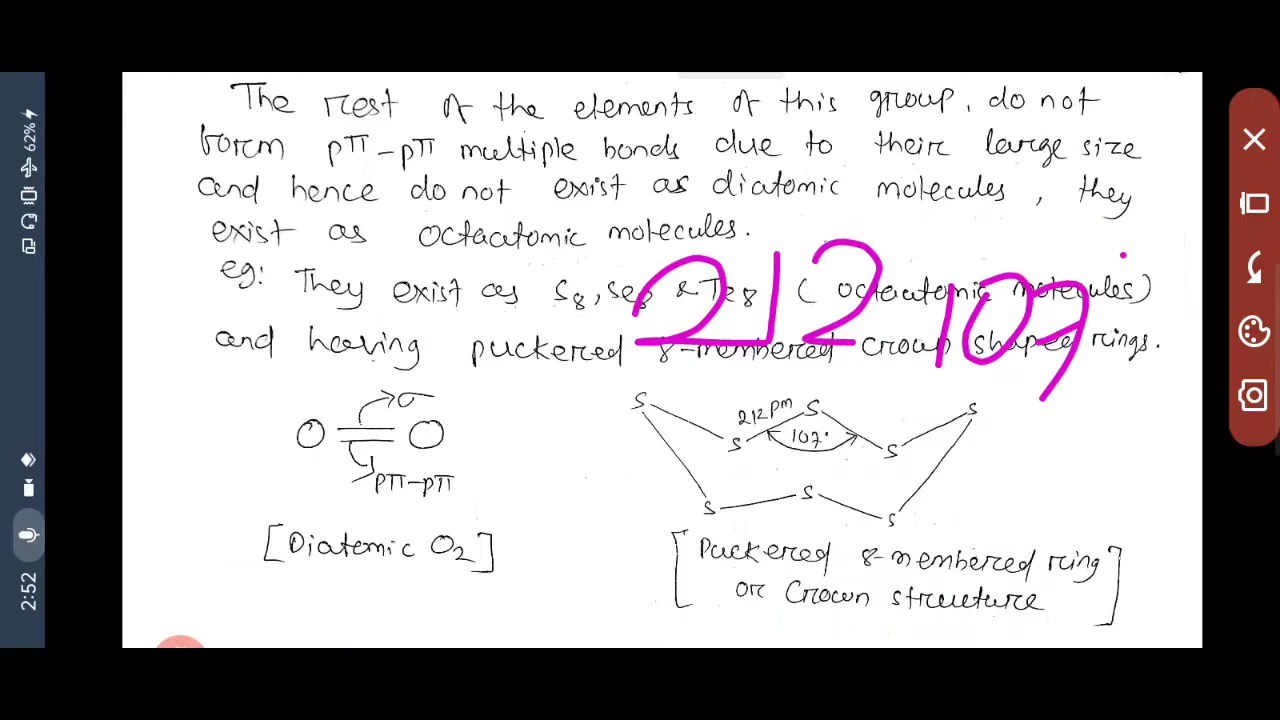 The rest of the elements of this group, do not
form pπ-pπ multiple bonds due to their large size
and hence do not exist as diatomic molecules, they
exist as octaatomic molecules.
eg: They exist as S8, Se8 & Te8 (octaatomic molecules)
212 107
and having puckered 8-membered crown shaped rings.
σ
O = O
pπ-pπ
S S S
212pm
107°
S S
S S S
[Diatomic O2]
[Puckered 8-membered ring
or Crown structure]
62%
2:52